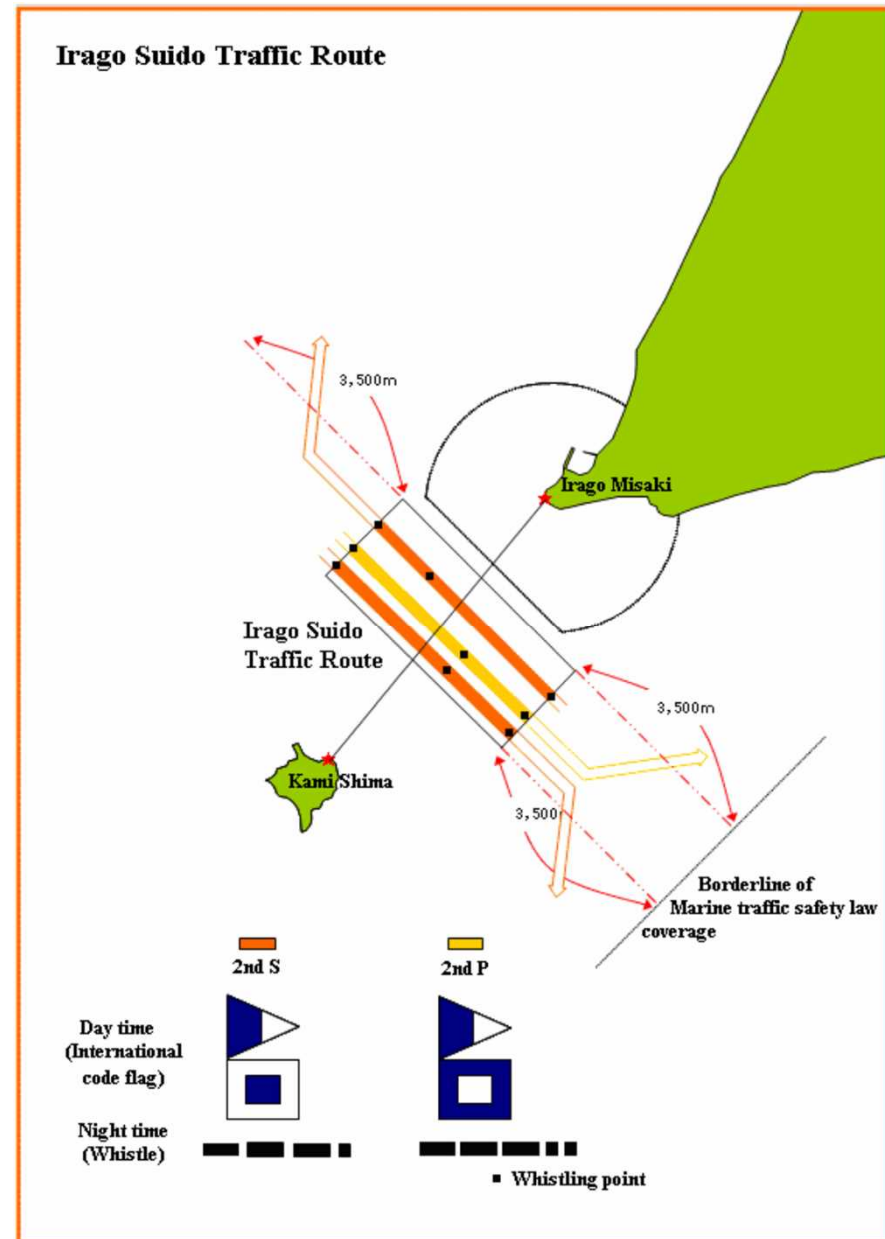 Irago Suido Traffic Route
3,500m
Irago Misaki
Irago Suido
Traffic Route
3,500m
Kami Shima
3,500
Borderline of
Marine traffic safety law
coverage
2nd S
2nd P
Day time
(International
code flag)
Night time
(Whistle)
Whistling point